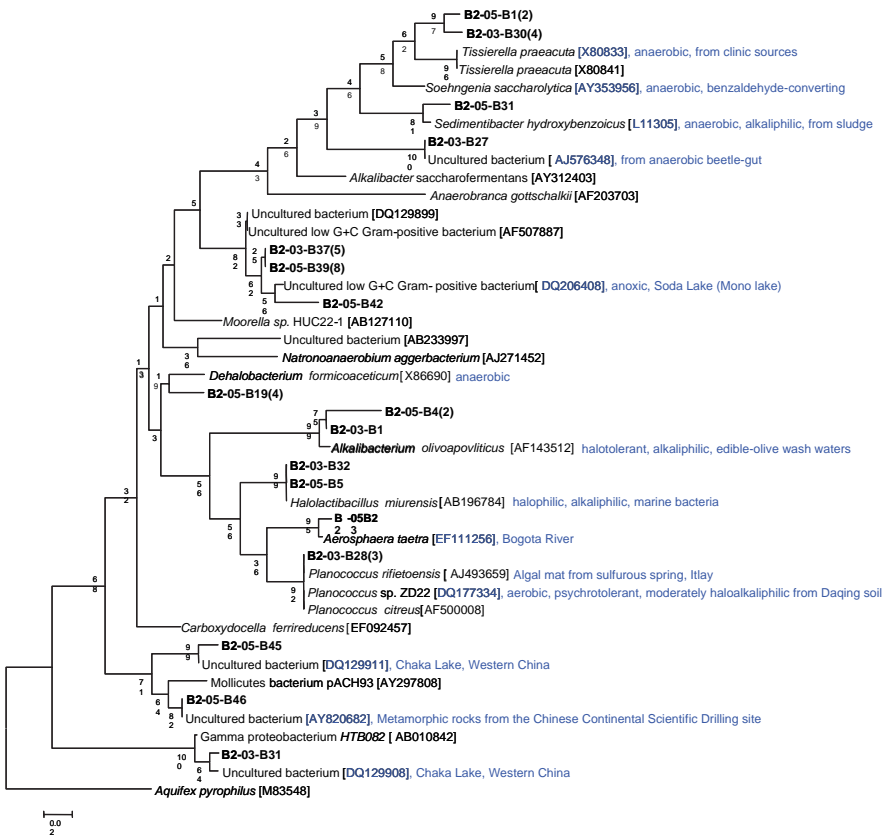 B2-05-B1(2)
B2-03-B30(4)
Tissierella praeacuta [X80833], anaerobic, from clinic sources
Tissierella praeacuta [X80841]
Soehngenia saccharolytica [AY353956], anaerobic, benzaldehyde-converting
B2-05-B31
Sedimentibacter hydroxybenzoicus [L11305), anaerobic, alkaliphilic, from sludge
B2-03-B27
Uncultured bacterium [ AJ576348], from anaerobic beetle-gut
Alkalibacter saccharofermentans [AY312403]
Anaerobranca gottschalkii [AF203703]
Uncultured bacterium [DQ129899]
Uncultured low G+C Gram-positive bacterium [AF507887]
B2-03-B37(5)
B2-05-B39(8)
Uncultured low G+C Gram- positive bacterium[ DQ206408], anoxic, Soda Lake (Mono lake)
B2-05-B42
Moorella sp. HUC22-1 [AB127110]
Uncultured bacterium [AB233997]
Natronoanaerobium aggerbacterium [AJ271452]
Dehalobacterium formicoaceticum[X86690] anaerobic
B2-05-B19(4)
B2-05-B4(2)
B2-03-B1
Alkalibacterium olivoapovliticus [AF143512] halotolerant, alkaliphilic, edible-olive wash waters
B2-03-B32
B2-05-B5
Halolactibacillus miurensis[AB196784] halophilic, alkaliphilic, marine bacteria
B -05B2
2 3
Aerosphaera taetra [EF111256], Bogota River
B2-03-B28(3)
Planococcus rifietoensis [ AJ493659] Algal mat from sulfurous spring, Itlay
Planococcus sp. ZD22 [DQ177334], aerobic, psychrotolerant, moderately haloalkaliphilic from Daqing soil
Planococcus citreus[AF500008]
Carboxydocella ferrireducens[EF092457]
B2-05-B45
Uncultured bacterium [DQ129911], Chaka Lake, Western China
Mollicutes bacterium pACH93 [AY297808]
B2-05-B46
Uncultured bacterium [AY820682], Metamorphic rocks from the Chinese Continental Scientific Drilling site
Gamma proteobacterium HTB082 [ AB010842]
B2-03-B31
Uncultured bacterium [DQ129908], Chaka Lake, Western China
Aquifex pyrophilus [M83548]
0.0
2